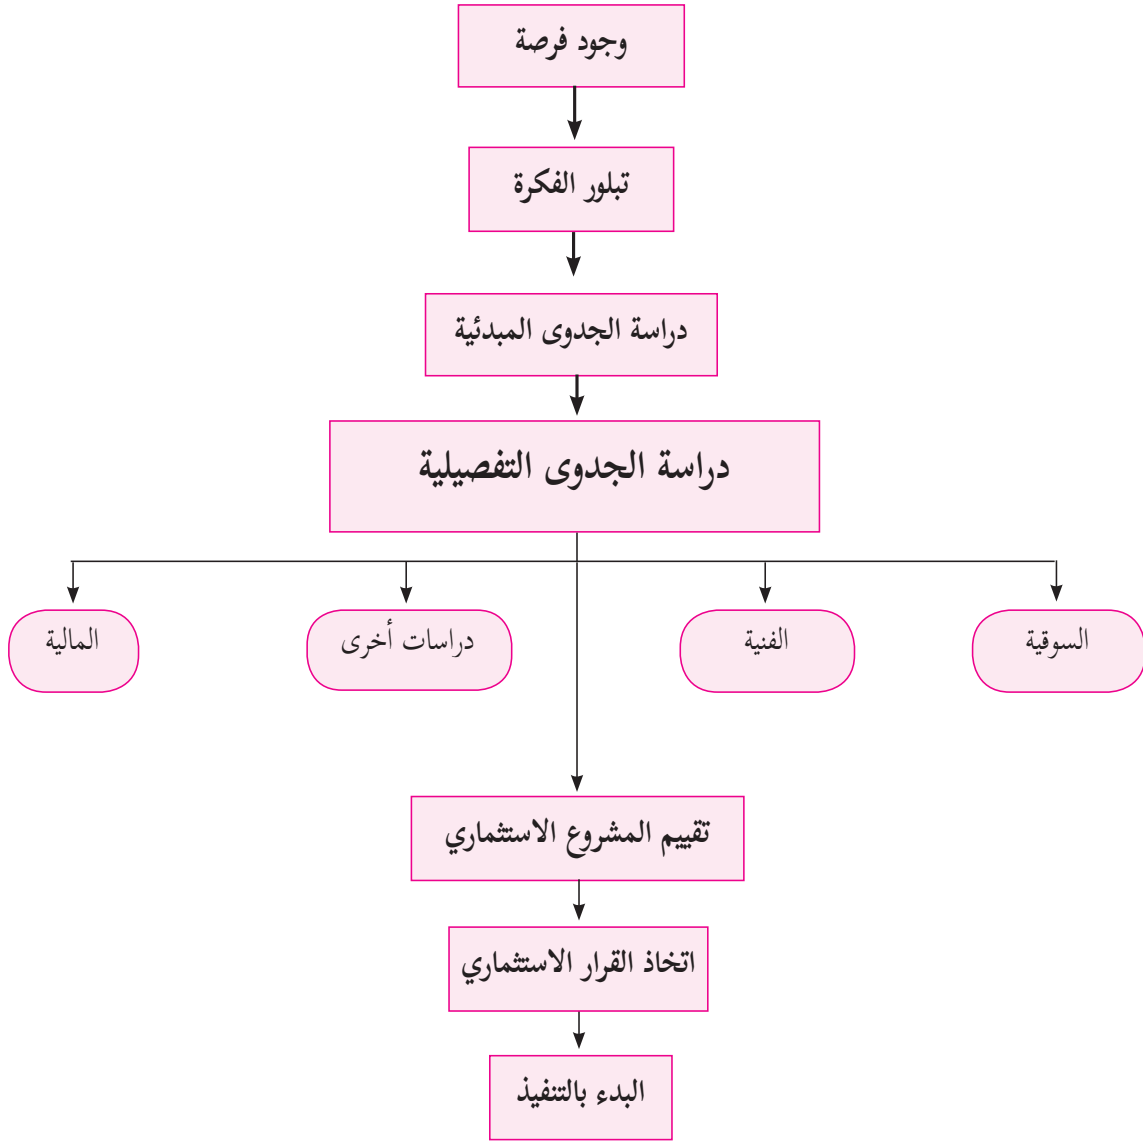 وجود فرصة
تبلور الفكرة
دراسة الجدوى المبدئية
دراسة الجدوى التفصيلية
السوقية
الفنية
دراسات أخرى
المالية
تقييم المشروع الاستثماري
اتخاذ القرار الاستثماري
البدء بالتنفيذ